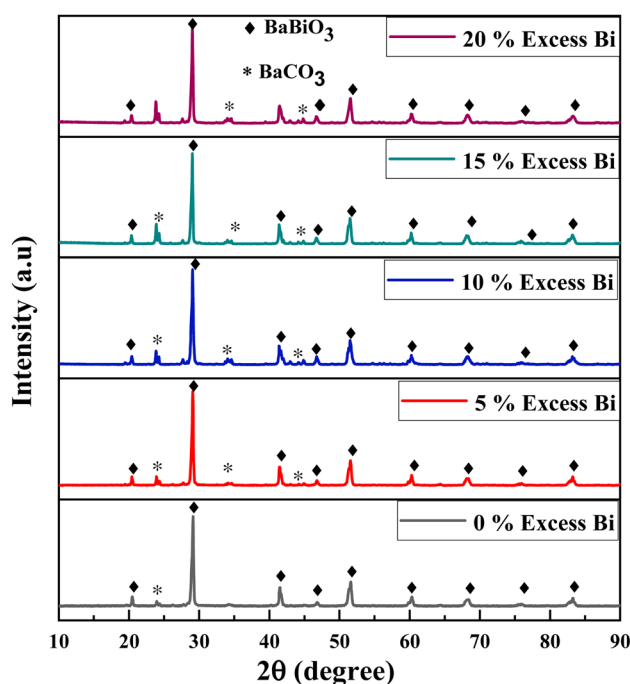 ♦ BaBiO3
* BaCO3
20 % Excess Bi
15 % Excess Bi
10 % Excess Bi
5 % Excess Bi
0 % Excess Bi
Intensity (a.u)
10 20 30 40 50 60 70 80 90
2θ (degree)